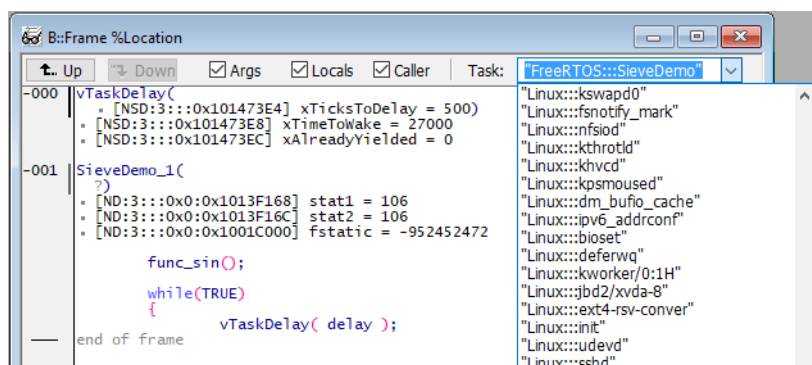 B::Frame %Location
Up Down Args Locals Caller Task: "FreeRTOS:::SieveDemo"
-000 vTaskDelay(
[NSD:3:::0x101473E4] xTicksToDelay = 500)
[NSD:3:::0x101473E8] xTimeToWake = 27000
[NSD:3:::0x101473EC] xAlreadyYielded = 0
-001 SieveDemo_1(
?)
[ND:3:::0x0:0x1013F168] stat1 = 106
[ND:3:::0x0:0x1013F16C] stat2 = 106
[ND:3:::0x0:0x1001C000] fstatic = -952452472
func_sin();
while(TRUE)
{
vTaskDelay( delay );
end of frame
"Linux:::kswapd0"
"Linux:::fsnotify_mark"
"Linux:::nfsiod"
"Linux:::kthrotld"
"Linux:::khvcd"
"Linux:::kpsmoused"
"Linux:::dm_bufio_cache"
"Linux:::ipv6_addrconf"
"Linux:::bioset"
"Linux:::deferwq"
"Linux:::kworker/0:1H"
"Linux:::jbd2/xvda-8"
"Linux:::ext4-rsv-conver"
"Linux:::init"
"Linux:::udevd"
"Linux:::sshd"